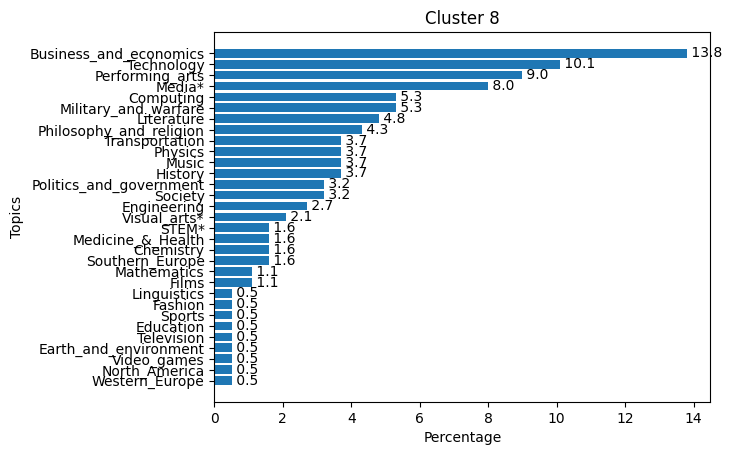 Cluster 8
Topics
Business_and_economics 13.8
Technology 10.1
Performing_arts 9.0
Media* 8.0
Computing 5.3
Military_and_warfare 5.3
Literature 4.8
Philosophy_and_religion 4.3
Transportation 3.7
Physics 3.7
Music 3.7
History 3.7
Politics_and_government 3.2
Society 3.2
Engineering 2.7
Visual_arts* 2.1
STEM* 1.6
Medicine_&_Health 1.6
Chemistry 1.6
Southern_Europe 1.6
Mathematics 1.1
Films 1.1
Linguistics 0.5
Fashion 0.5
Sports 0.5
Education 0.5
Television 0.5
Earth_and_environment 0.5
Video_games 0.5
North_America 0.5
Western_Europe 0.5
0 2 4 6 8 10 12 14
Percentage